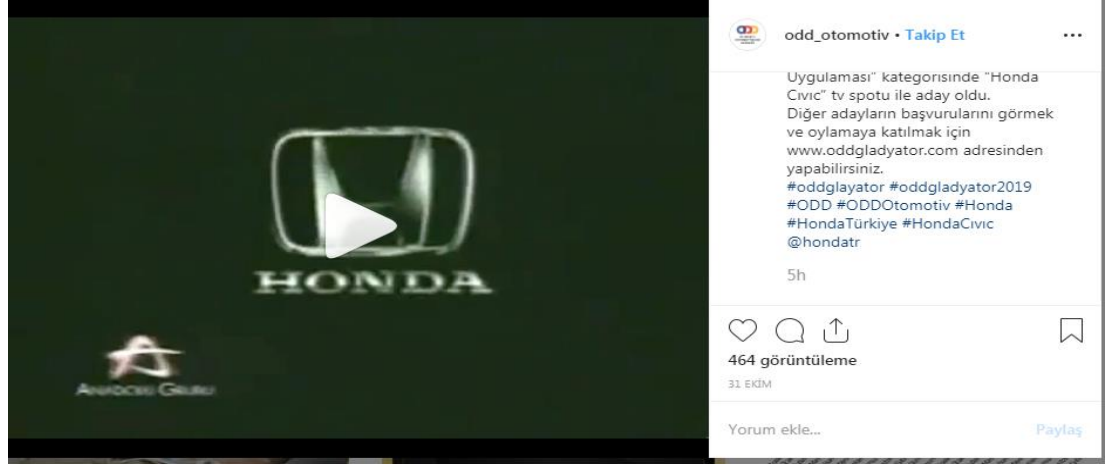 HONDA
ANADOLU GRUBU
odd_otomotiv • Takip Et
Uygulaması" kategorisinde "Honda
Cıvıc" tv spotu ile aday oldu.
Diğer adayların başvurularını görmek
ve oylamaya katılmak için
www.oddgladyator.com adresinden
yapabilirsiniz.
#oddglayator #oddgladyator2019
#ODD #ODDOtomotiv #Honda
#HondaTürkiye #HondaCıvıc
@hondatr
5h
464 görüntüleme
31 EKİM
Yorum ekle...
Paylaş